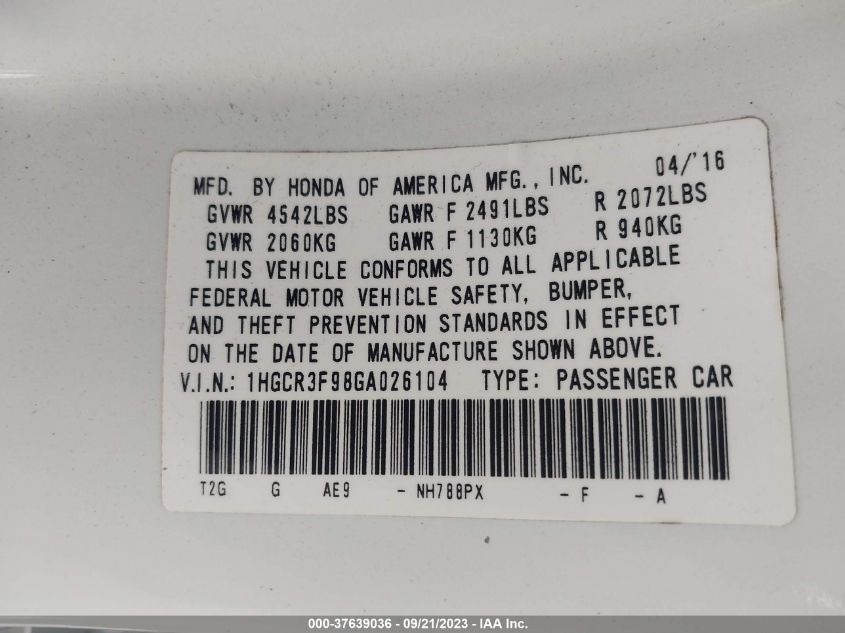 MFD. BY HONDA OF AMERICA MFG., INC. 04/'16
GVWR 4542LBS GAWR F 2491LBS R 2072LBS
GVWR 2060KG GAWR F 1130KG R 940KG
THIS VEHICLE CONFORMS TO ALL APPLICABLE
FEDERAL MOTOR VEHICLE SAFETY, BUMPER,
AND THEFT PREVENTION STANDARDS IN EFFECT
ON THE DATE OF MANUFACTURE SHOWN ABOVE.
V.I.N.: 1HGCR3F98GA026104 TYPE: PASSENGER CAR
T2G G AE9 - NH788PX - F - A
000-37639036 - 09/21/2023 - IAA Inc.